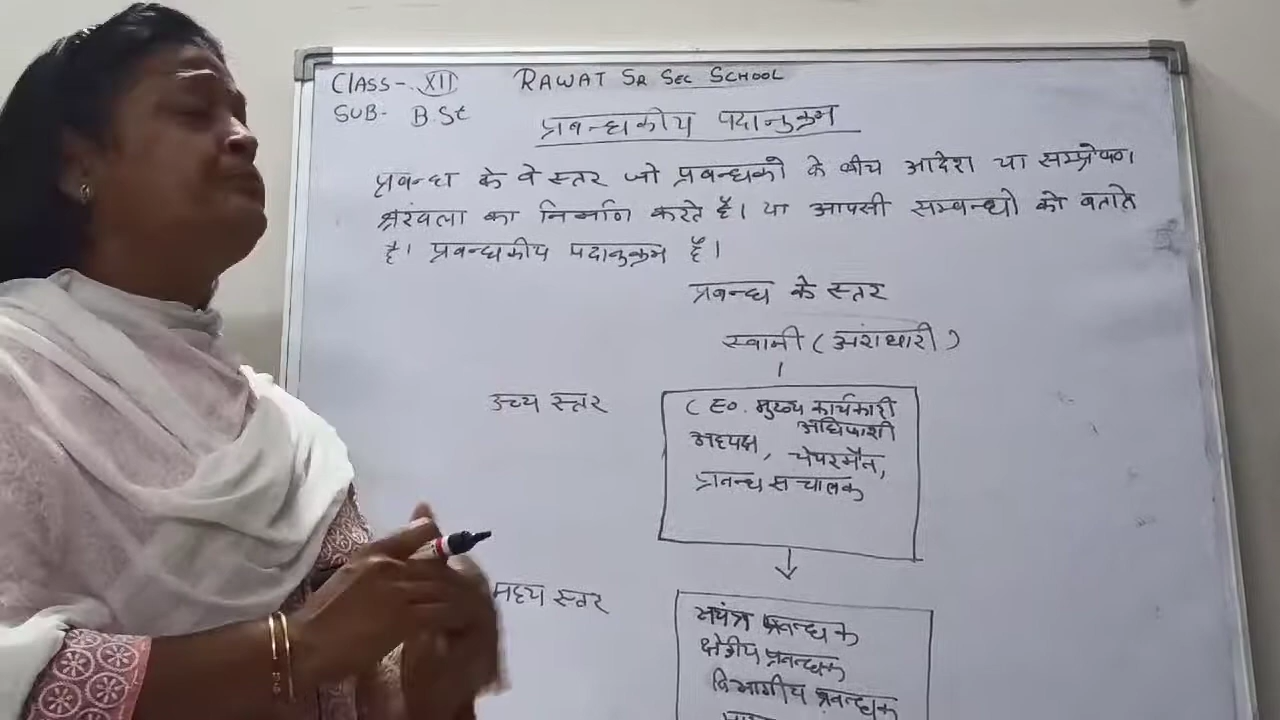 CLASS- XII RAWAT SR SEC SCHOOL
SUB- B.St
प्रबन्धकीय पदानुक्रम
प्रबन्ध के वे स्तर जो प्रबन्धको के बीच आदेश या सम्प्रेषण
श्रंखला का निर्माण करते है। या आपसी सम्बन्धो को बताते
है। प्रबन्धकीय पदानुक्रम है।
प्रबन्ध के स्तर
स्वामी (अंशधारी)
उच्च स्तर
मुख्य कार्यकारी
अध्यक्ष, चेयरमैन,
प्रबन्ध संचालक
मध्य स्तर
संयंत्र प्रबन्धक
क्षेत्रीय प्रबन्धक
विभागीय प्रबन्धक